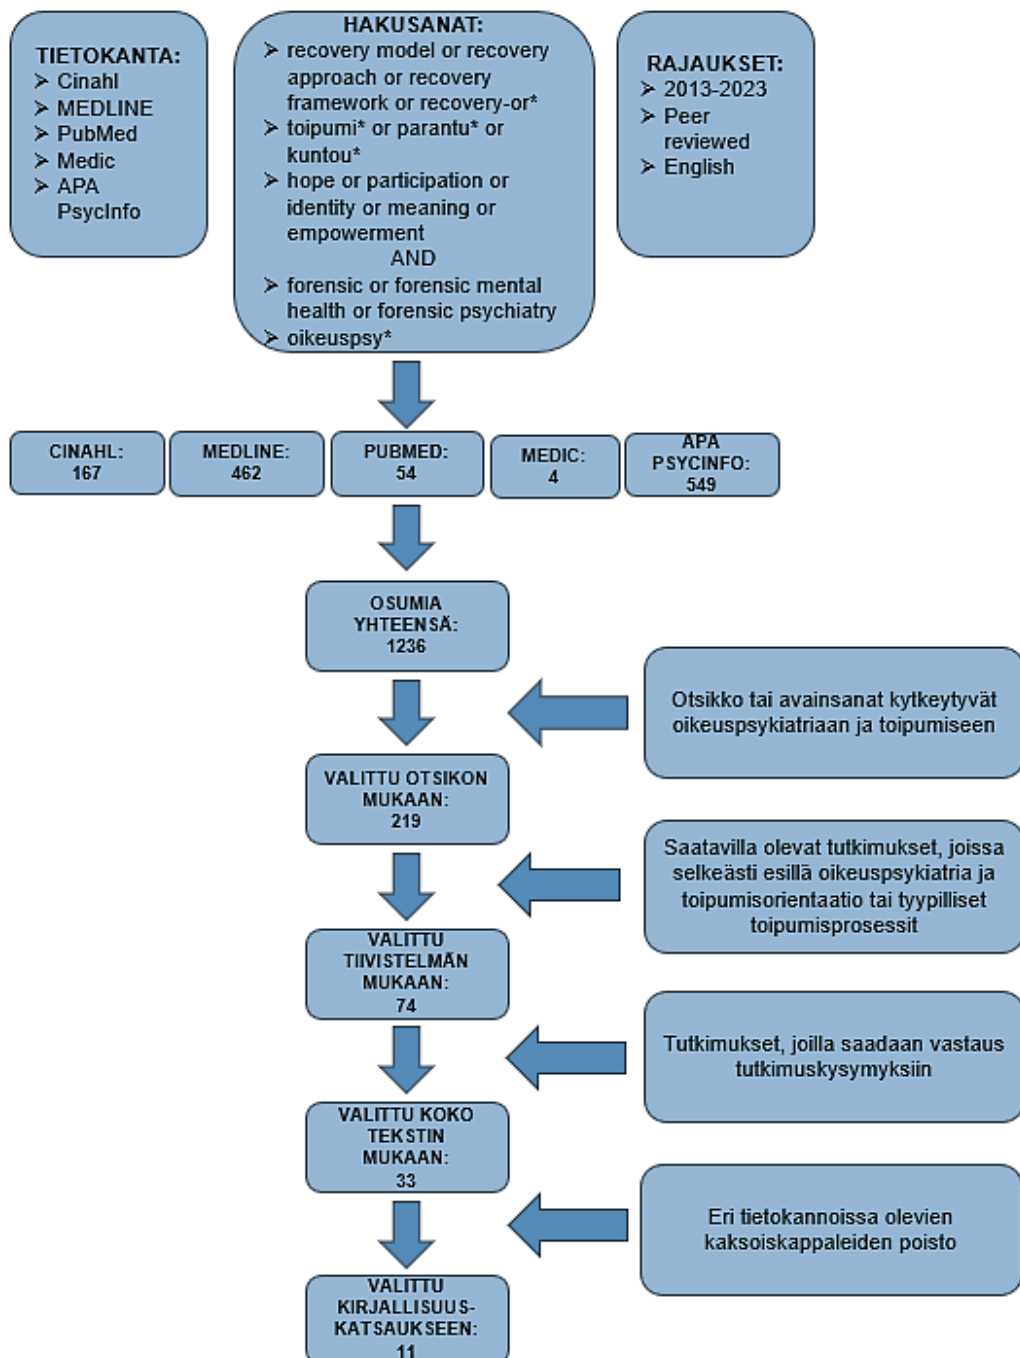 TIETOKANTA:
➢ Cinahl
➢ MEDLINE
➢ PubMed
➢ Medic
➢ APA
PsycInfo
HAKUSANAT:
➢ recovery model or recovery
approach or recovery
framework or recovery-or*
➢ toipumi* or parantu* or
kuntou*
➢ hope or participation or
identity or meaning or
empowerment
AND
➢ forensic or forensic mental
health or forensic psychiatry
➢ oikeuspsy*
RAJAUKSET:
➢ 2013-2023
➢ Peer
reviewed
➢ English
CINAHL:
167
MEDLINE:
462
PUBMED:
54
MEDIC:
4
APA
PSYCINFO:
549
OSUMIA
YHTEENSÄ:
1236
Otsikko tai avainsanat kytkeytyvät
oikeuspsykiatriaan ja toipumiseen
VALITTU OTSIKON
MUKAAN:
219
Saatavilla olevat tutkimukset, joissa
selkeästi esillä oikeuspsykiatria ja
toipumisorientaatio tai tyypilliset
toipumisprosessit
VALITTU
TIIVISTELMÄN
MUKAAN:
74
Tutkimukset, joilla saadaan vastaus
tutkimuskysymyksiin
VALITTU KOKO
TEKSTIN
MUKAAN:
33
Eri tietokannoissa olevien
kaksoiskappaleiden poisto
VALITTU
KIRJALLISUUS-
KATSAUKSEEN:
11